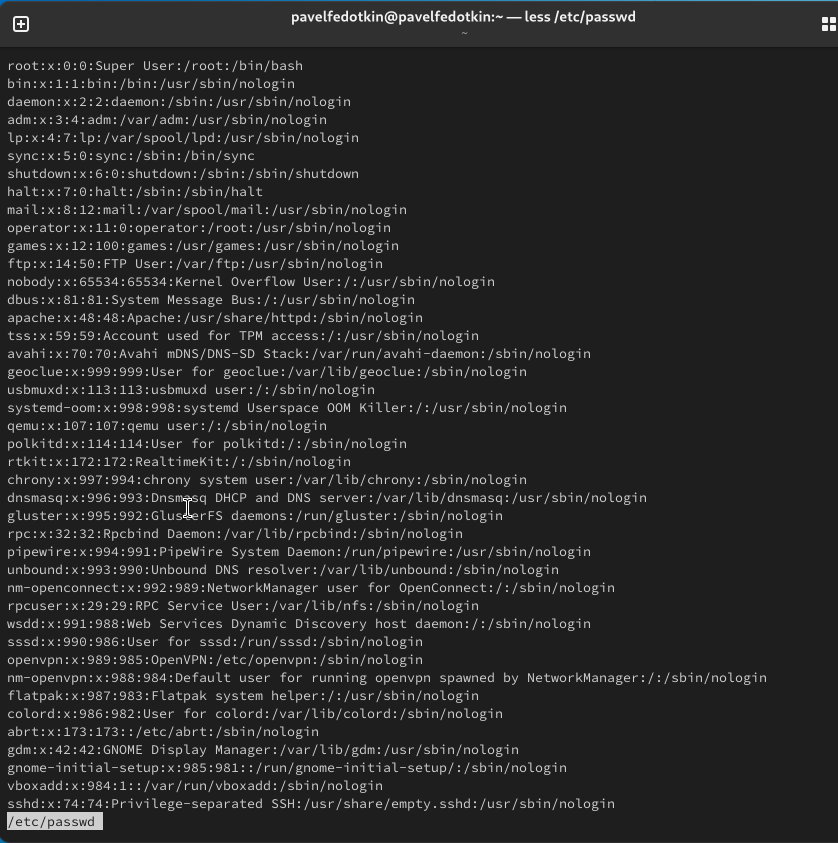 pavelfedotkin@pavelfedotkin:~ — less /etc/passwd
~
root:x:0:0:Super User:/root:/bin/bash
bin:x:1:1:bin:/bin:/usr/sbin/nologin
daemon:x:2:2:daemon:/sbin:/usr/sbin/nologin
adm:x:3:4:adm:/var/adm:/usr/sbin/nologin
lp:x:4:7:lp:/var/spool/lpd:/usr/sbin/nologin
sync:x:5:0:sync:/sbin:/bin/sync
shutdown:x:6:0:shutdown:/sbin:/sbin/shutdown
halt:x:7:0:halt:/sbin:/sbin/halt
mail:x:8:12:mail:/var/spool/mail:/usr/sbin/nologin
operator:x:11:0:operator:/root:/usr/sbin/nologin
games:x:12:100:games:/usr/games:/usr/sbin/nologin
ftp:x:14:50:FTP User:/var/ftp:/usr/sbin/nologin
nobody:x:65534:65534:Kernel Overflow User:/:/usr/sbin/nologin
dbus:x:81:81:System Message Bus:/:/usr/sbin/nologin
apache:x:48:48:Apache:/usr/share/httpd:/sbin/nologin
tss:x:59:59:Account used for TPM access:/:/usr/sbin/nologin
avahi:x:70:70:Avahi mDNS/DNS-SD Stack:/var/run/avahi-daemon:/sbin/nologin
geoclue:x:999:999:User for geoclue:/var/lib/geoclue:/sbin/nologin
usbmuxd:x:113:113:usbmuxd user:/:/sbin/nologin
systemd-oom:x:998:998:systemd Userspace OOM Killer:/:/usr/sbin/nologin
qemu:x:107:107:qemu user:/:/sbin/nologin
polkitd:x:114:114:User for polkitd:/:/sbin/nologin
rtkit:x:172:172:RealtimeKit:/:/sbin/nologin
chrony:x:997:994:chrony system user:/var/lib/chrony:/sbin/nologin
dnsmasq:x:996:993:Dnsmasq DHCP and DNS server:/var/lib/dnsmasq:/usr/sbin/nologin
gluster:x:995:992:GlusterFS daemons:/run/gluster:/sbin/nologin
rpc:x:32:32:Rpcbind Daemon:/var/lib/rpcbind:/sbin/nologin
pipewire:x:994:991:PipeWire System Daemon:/run/pipewire:/usr/sbin/nologin
unbound:x:993:990:Unbound DNS resolver:/var/lib/unbound:/sbin/nologin
nm-openconnect:x:992:989:NetworkManager user for OpenConnect:/:/sbin/nologin
rpcuser:x:29:29:RPC Service User:/var/lib/nfs:/sbin/nologin
wsdd:x:991:988:Web Services Dynamic Discovery host daemon:/:/sbin/nologin
sssd:x:990:986:User for sssd:/run/sssd:/sbin/nologin
openvpn:x:989:985:OpenVPN:/etc/openvpn:/sbin/nologin
nm-openvpn:x:988:984:Default user for running openvpn spawned by NetworkManager:/:/sbin/nologin
flatpak:x:987:983:Flatpak system helper:/:/usr/sbin/nologin
colord:x:986:982:User for colord:/var/lib/colord:/sbin/nologin
abrt:x:173:173::/etc/abrt:/sbin/nologin
gdm:x:42:42:GNOME Display Manager:/var/lib/gdm:/usr/sbin/nologin
gnome-initial-setup:x:985:981::/run/gnome-initial-setup/:/sbin/nologin
vboxadd:x:984:1::/var/run/vboxadd:/sbin/nologin
sshd:x:74:74:Privilege-separated SSH:/usr/share/empty.sshd:/usr/sbin/nologin
/etc/passwd